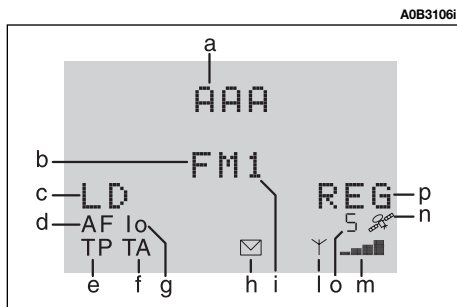 A0B3106i
a
AAA
b FM1
c LD REG p
d AF lo 5 n
TP TA
e f g h i l o m